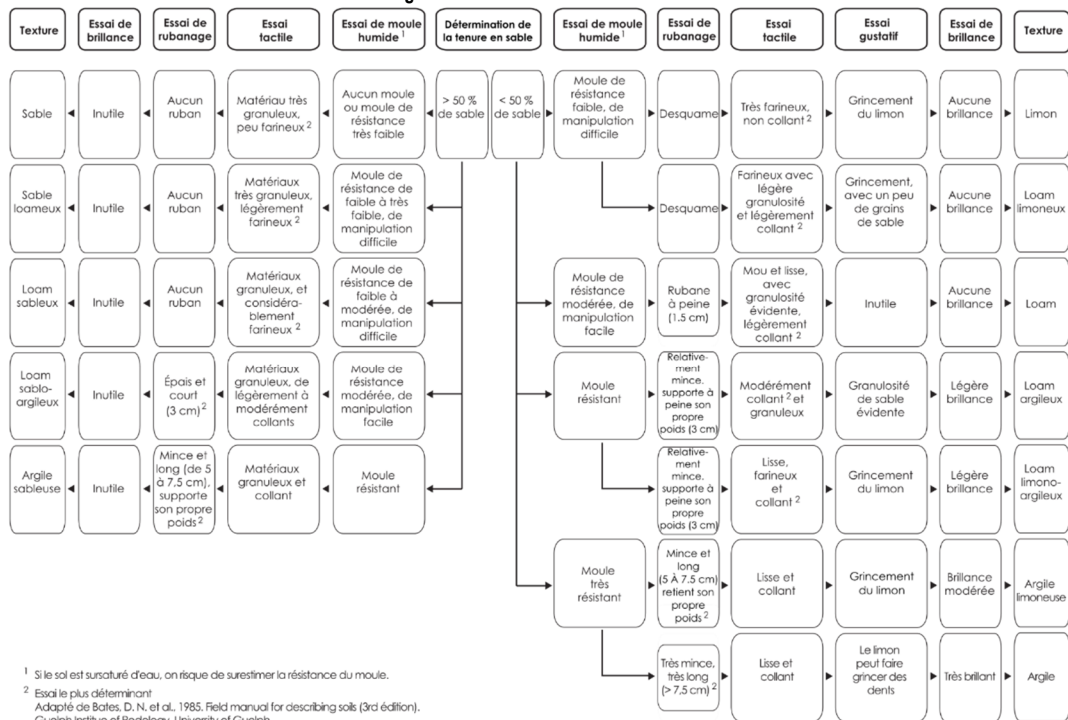 Texture
Essai de
brillance
Essai de
rubanage
Essai
tactile
Essai de moule
humide 1
Détermination de
la tenure en sable
Essai de moule
humide 1
Essai de
rubanage
Essai
tactile
Essai
gustatif
Essai de
brillance
Texture
Sable
Inutile
Aucun
ruban
Matériau très
granuleux,
peu farineux 2
Aucun moule
ou moule de
résistance
très faible
> 50 %
de sable
< 50 %
de sable
Moule de
résistance
faible, de
manipulation
difficile
Desquame
Très farineux,
non collant 2
Grincement
du limon
Aucune
brillance
Limon
Sable
loameux
Inutile
Aucun
ruban
Matériaux
très granuleux,
légèrement
farineux 2
Moule de
résistance de
faible à très
faible, de
manipulation
difficile
Desquame
Farineux avec
légère
granulosité
et légèrement
collant 2
Grincement,
avec un peu
de grains
de sable
Aucune
brillance
Loam
limoneux
Loam
sableux
Inutile
Aucun
ruban
Matériaux
granuleux, et
considéra-
blement
farineux 2
Moule de
résistance de
faible à
modérée, de
manipulation
difficile
Moule de
résistance
modérée, de
manipulation
facile
Rubane
à peine
(1.5 cm)
Mou et lisse,
avec
granulosité
évidente,
légèrement
collant 2
Inutile
Aucune
brillance
Loam
Loam
sablo-
argileux
Inutile
Épais et
court
(3 cm) 2
Matériaux
granuleux, de
légèrement à
modérément
collants
Moule de
résistance
modérée, de
manipulation
facile
Moule
résistant
Relative-
ment
mince.
supporte à
peine son
propre
poids (3 cm)
Modérément
collant 2 et
granuleux
Granulosité
de sable
évidente
Légère
brillance
Loam
argileux
Argile
sableuse
Inutile
Mince et
long (de 5
à 7,5 cm).
supporte
son propre
poids 2
Matériaux
granuleux et
collant
Moule
résistant
Relative-
ment
mince.
supporte à
peine son
propre
poids (3 cm)
Lisse,
farineux
et
collant 2
Grincement
du limon
Légère
brillance
Loam
limono-
argileux
Moule
très
résistant
Mince et
long
(5 À 7.5 cm)
retient son
propre
poids 2
Lisse et
collant
Grincement
du limon
Brillance
modérée
Argile
limoneuse
Très mince,
très long
(> 7,5 cm) 2
Lisse et
collant
Le limon
peut faire
grincer des
dents
Très brillant
Argile
1 Si le sol est sursaturé d'eau, on risque de surestimer la résistance du moule.
2 Essai le plus déterminant
Adapté de Bates, D. N, et al.. 1985. Field manual for describing soils (3rd édition).
Guelph Institue of Pedology, University of Guelph